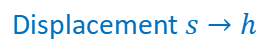 Displacement s → h